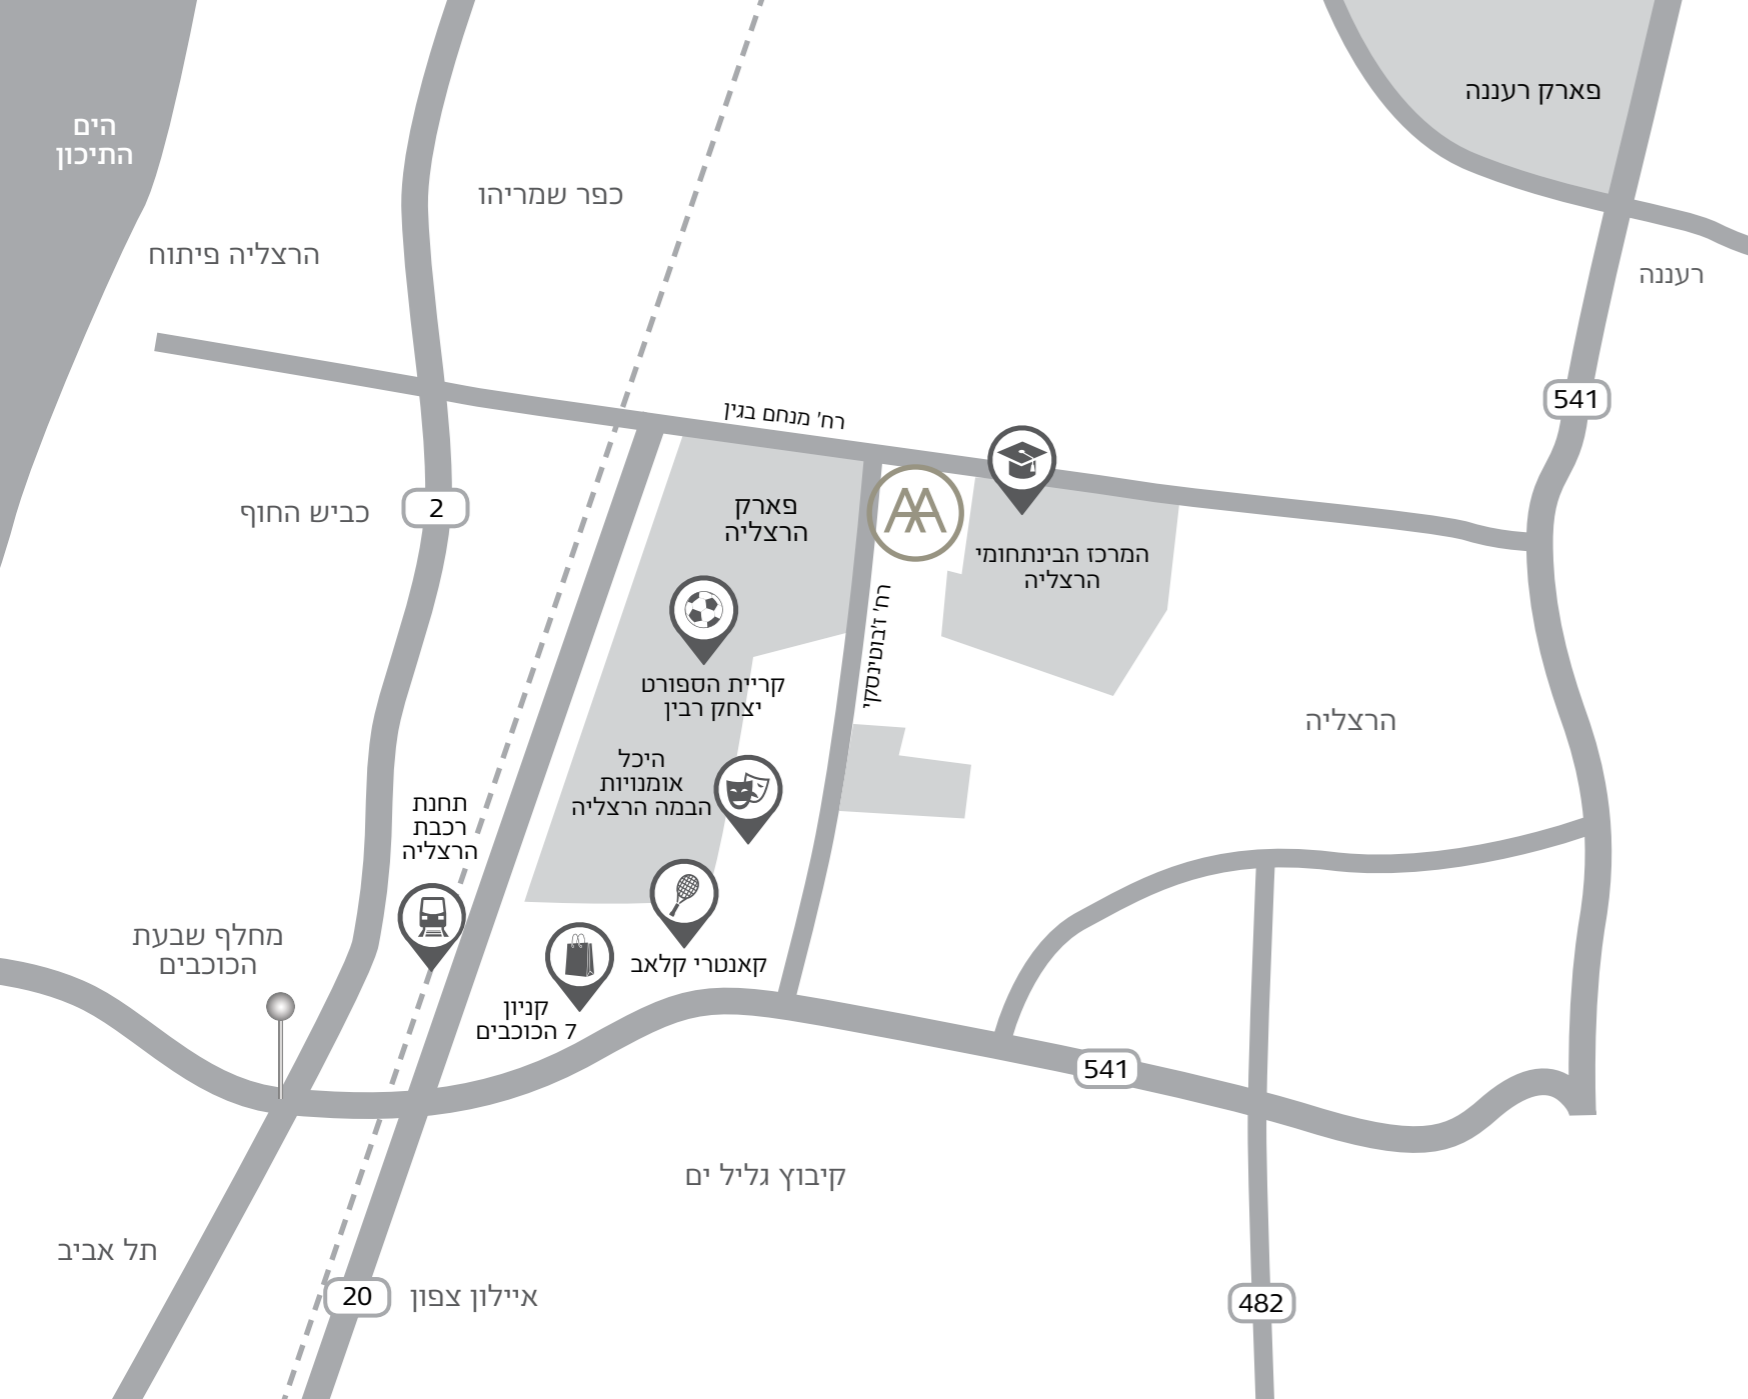 פארק רעננה
הים
התיכון
כפר שמריהו
הרצליה פיתוח
רעננה
541
רח' מנחם בגין
פארק
הרצליה
כביש החוף
2
המרכז הבינתחומי
הרצליה
רח' ז'בוטינסקי
קריית הספורט
יצחק רבין
הרצליה
היכל
אומנויות
הבמה הרצליה
תחנת
רכבת
הרצליה
מחלף שבעת
הכוכבים
קאנטרי קלאב
קניון
7 הכוכבים
541
קיבוץ גליל ים
תל אביב
20
איילון צפון
482